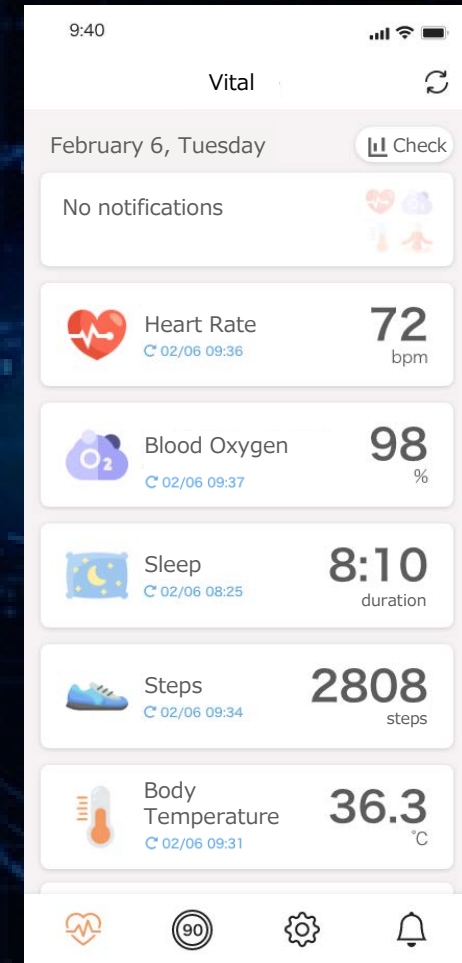 9:40
Vital
February 6, Tuesday
Check
No notifications
Heart Rate
02/06 09:36
72
bpm
O2
Blood Oxygen
02/06 09:37
98
%
Sleep
02/06 08:25
8:10
duration
Steps
02/06 09:34
2808
steps
Body
Temperature
02/06 09:31
36.3
°C
90